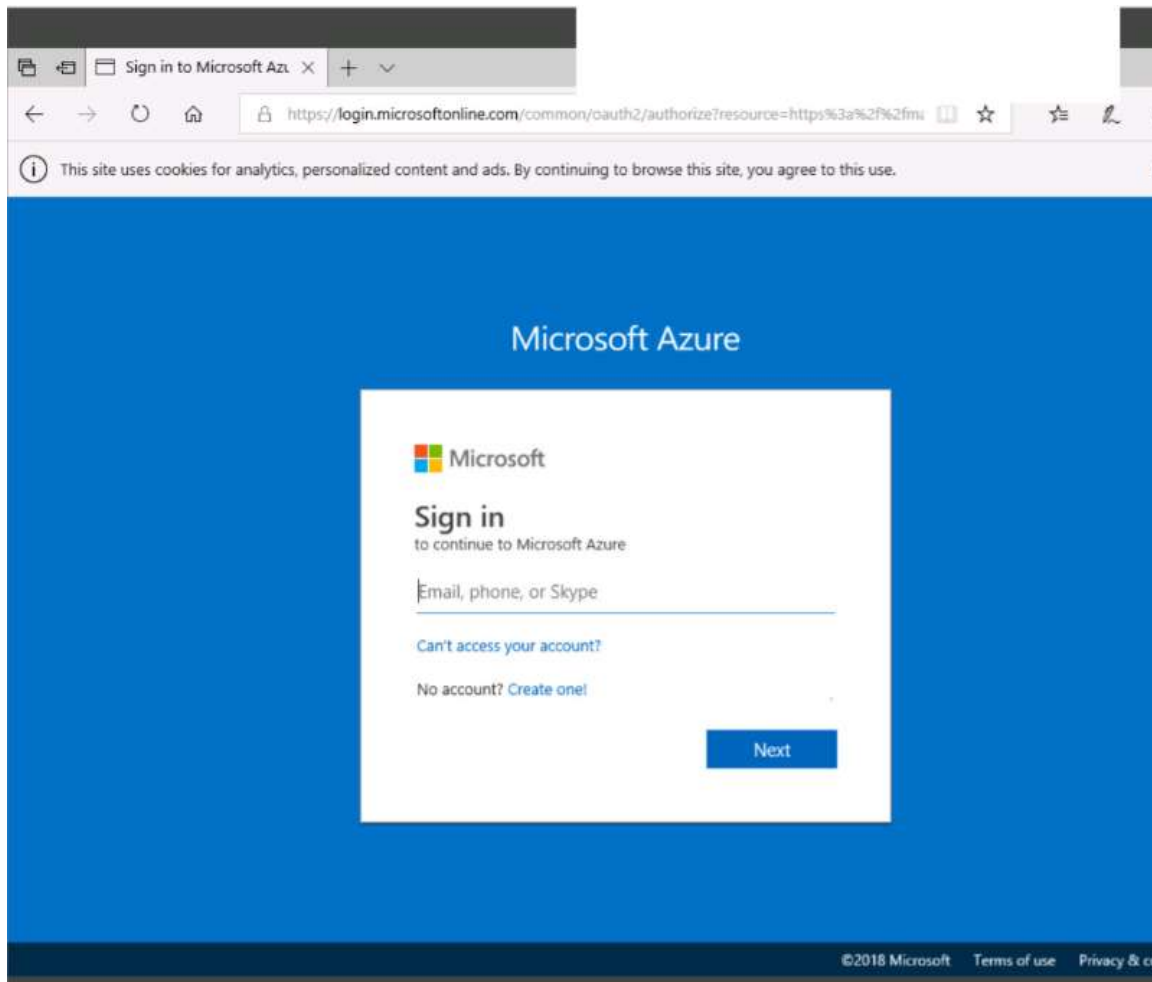 Sign in to Microsoft Az
https://login.microsoftonline.com/common/oauth2/authorize?resource=https%3a%2f%2fma
This site uses cookies for analytics, personalized content and ads. By continuing to browse this site, you agree to this use.
Microsoft Azure
Microsoft
Sign in
to continue to Microsoft Azure
Email, phone, or Skype
Can't access your account?
No account? Create one!
Next
©2018 Microsoft Terms of use Privacy & c